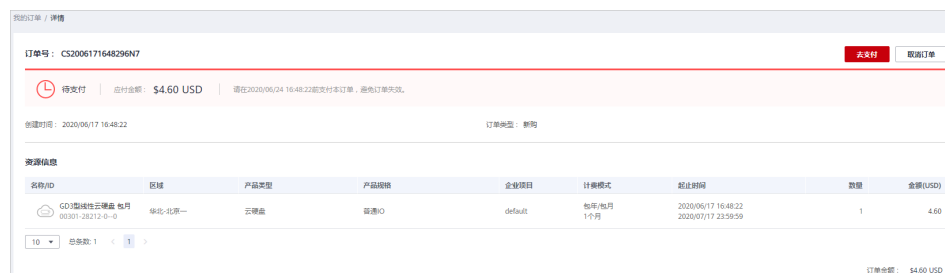 我的订单 / 详情
订单号： CS2006171648296N7
去支付 取消订单
待支付 应付金额： $4.60 USD 请在2020/06/24 16:48:22前支付本订单，避免订单失效。
创建时间： 2020/06/17 16:48:22 订单类型： 新购
资源信息
名称/ID 区域 产品类型 产品规格 企业项目 计费模式 起止时间 数量 金额(USD)
GD3型线性云硬盘 包月 华北-北京一 云硬盘 普通IO default 包年/包月 2020/06/17 16:48:22 1 4.60
00301-28212-0--0 1个月 2020/07/17 23:59:59
10 总条数: 1 < 1 >
订单金额： $4.60 USD